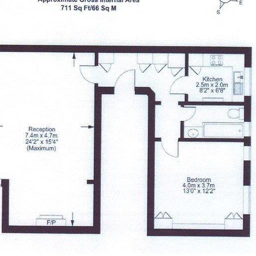 Approximate Gross Internal Area
711 Sq Ft/66 Sq M
S
E
Kitchen
2.5m x 2.0m
8'2" x 6'8"
Reception
7.4m x 4.7m
24'2" x 15'4"
(Maximum)
Bedroom
4.0m x 3.7m
13'0" x 12'2"
F/P